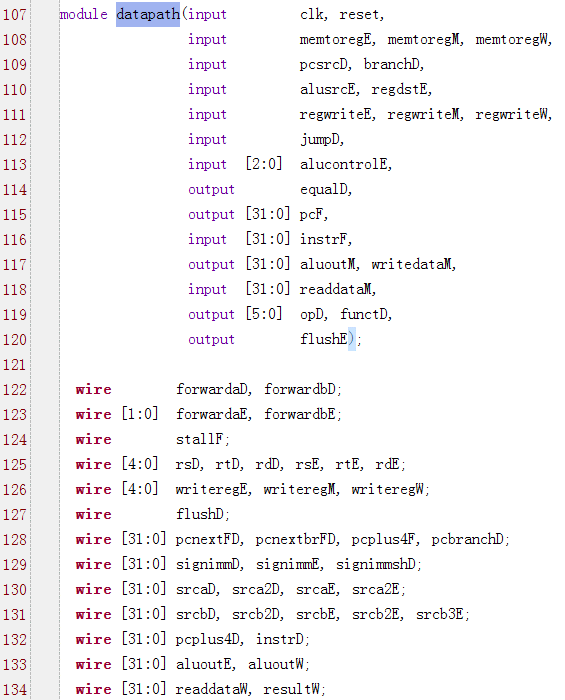 107 module datapath(input clk, reset,
108 input memtoregE, memtoregM, memtoregW,
109 input pcsrcD, branchD,
110 input alusrcE, regdstE,
111 input regwriteE, regwriteM, regwriteW,
112 input jumpD,
113 input [2:0] alucontrolE,
114 output equalD,
115 output [31:0] pcF,
116 input [31:0] instrF,
117 output [31:0] aluoutM, writedataM,
118 input [31:0] readdataM,
119 output [5:0] opD, functD,
120 output flushE);
121
122 wire forwardaD, forwardbD;
123 wire [1:0] forwardaE, forwardbE;
124 wire stallF;
125 wire [4:0] rsD, rtD, rdD, rsE, rtE, rdE;
126 wire [4:0] writeregE, writeregM, writeregW;
127 wire flushD;
128 wire [31:0] pcnextFD, pcnextbrFD, pcplus4F, pcbranchD;
129 wire [31:0] signimmD, signimmE, signimmshD;
130 wire [31:0] srcaD, srca2D, srcaE, srca2E;
131 wire [31:0] srcbD, srcb2D, srcbE, srcb2E, srcb3E;
132 wire [31:0] pcplus4D, instrD;
133 wire [31:0] aluoutE, aluoutW;
134 wire [31:0] readdataW, resultW;